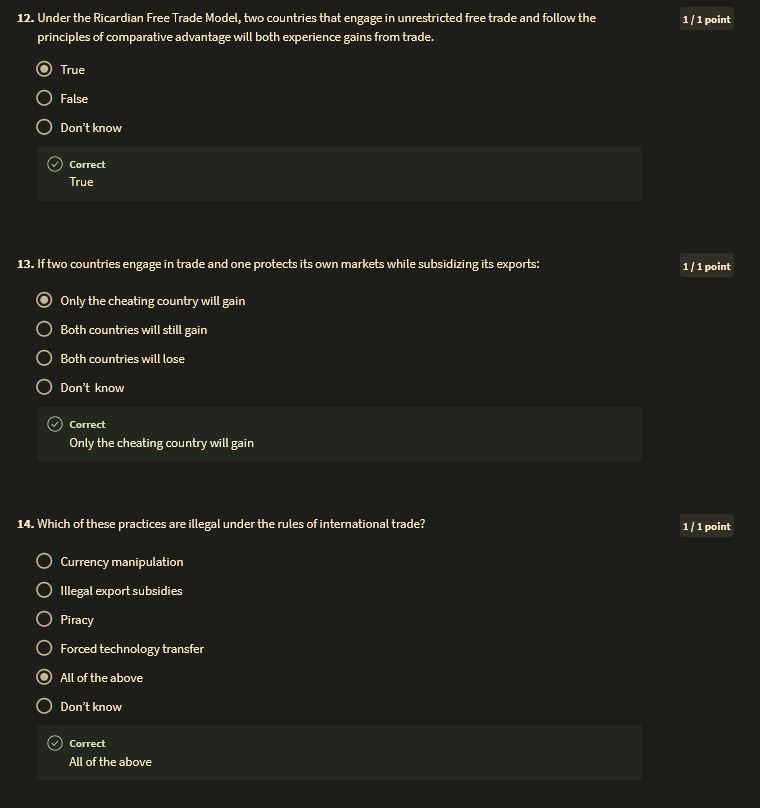 12. Under the Ricardian Free Trade Model, two countries that engage in unrestricted free trade and follow the
1 / 1 point
principles of comparative advantage will both experience gains from trade.
True
False
Don't know
Correct
True
13. If two countries engage in trade and one protects its own markets while subsidizing its exports:
1 / 1 point
Only the cheating country will gain
Both countries will still gain
Both countries will lose
Don't know
Correct
Only the cheating country will gain
14. Which of these practices are illegal under the rules of international trade?
1 / 1 point
Currency manipulation
Illegal export subsidies
Piracy
Forced technology transfer
All of the above
Don't know
Correct
All of the above